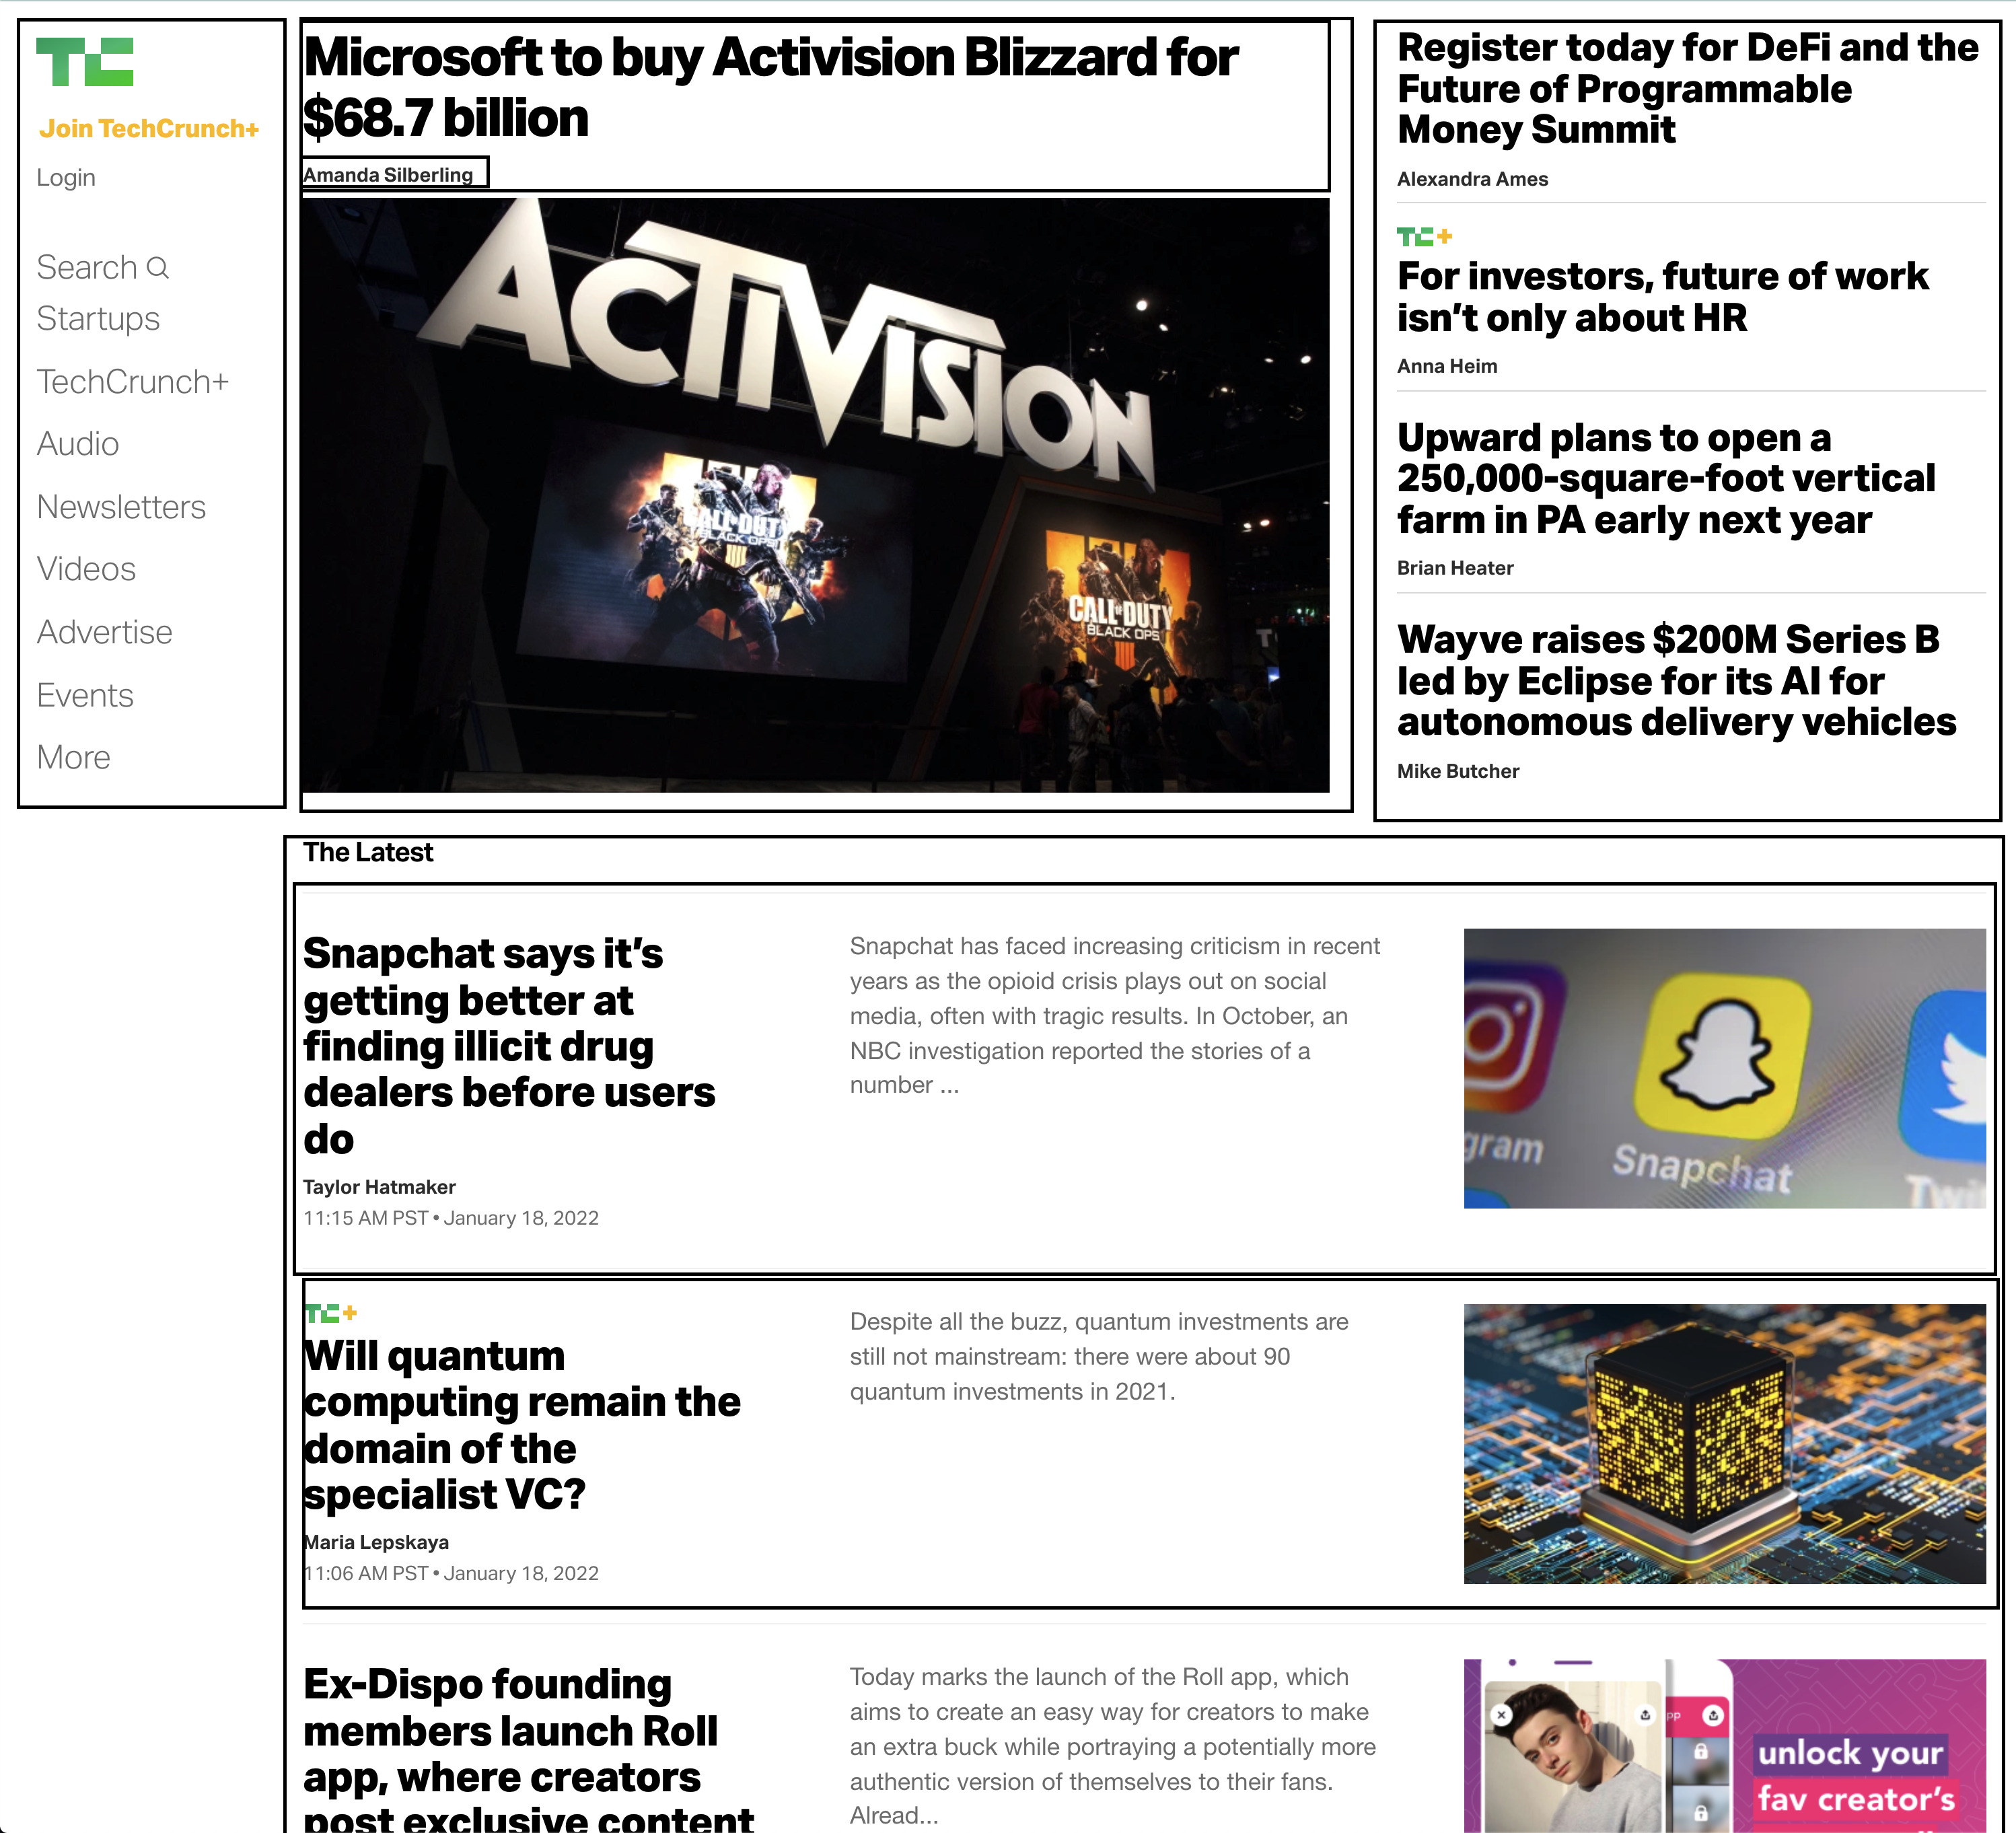 TC
Join TechCrunch+
Login
Search
Startups
TechCrunch+
Audio
Newsletters
Videos
Advertise
Events
More
Microsoft to buy Activision Blizzard for
$68.7 billion
Amanda Silberling
ACTIVISION
CALL OF DUTY
BLACK OPS
IIII
CALL OF DUTY
BLACK OPS
IIII
Register today for DeFi and the
Future of Programmable
Money Summit
Alexandra Ames
TC+
For investors, future of work
isn’t only about HR
Anna Heim
Upward plans to open a
250,000-square-foot vertical
farm in PA early next year
Brian Heater
Wayve raises $200M Series B
led by Eclipse for its AI for
autonomous delivery vehicles
Mike Butcher
The Latest
Snapchat says it’s
getting better at
finding illicit drug
dealers before users
do
Taylor Hatmaker
11:15 AM PST • January 18, 2022
Snapchat has faced increasing criticism in recent
years as the opioid crisis plays out on social
media, often with tragic results. In October, an
NBC investigation reported the stories of a
number ...
gram
Snapchat
Twi
TC+
Will quantum
computing remain the
domain of the
specialist VC?
Maria Lepskaya
11:06 AM PST • January 18, 2022
Despite all the buzz, quantum investments are
still not mainstream: there were about 90
quantum investments in 2021.
Ex-Dispo founding
members launch Roll
app, where creators
post exclusive content
Today marks the launch of the Roll app, which
aims to create an easy way for creators to make
an extra buck while portraying a potentially more
authentic version of themselves to their fans.
Alread...
pp
unlock your
fav creator’s